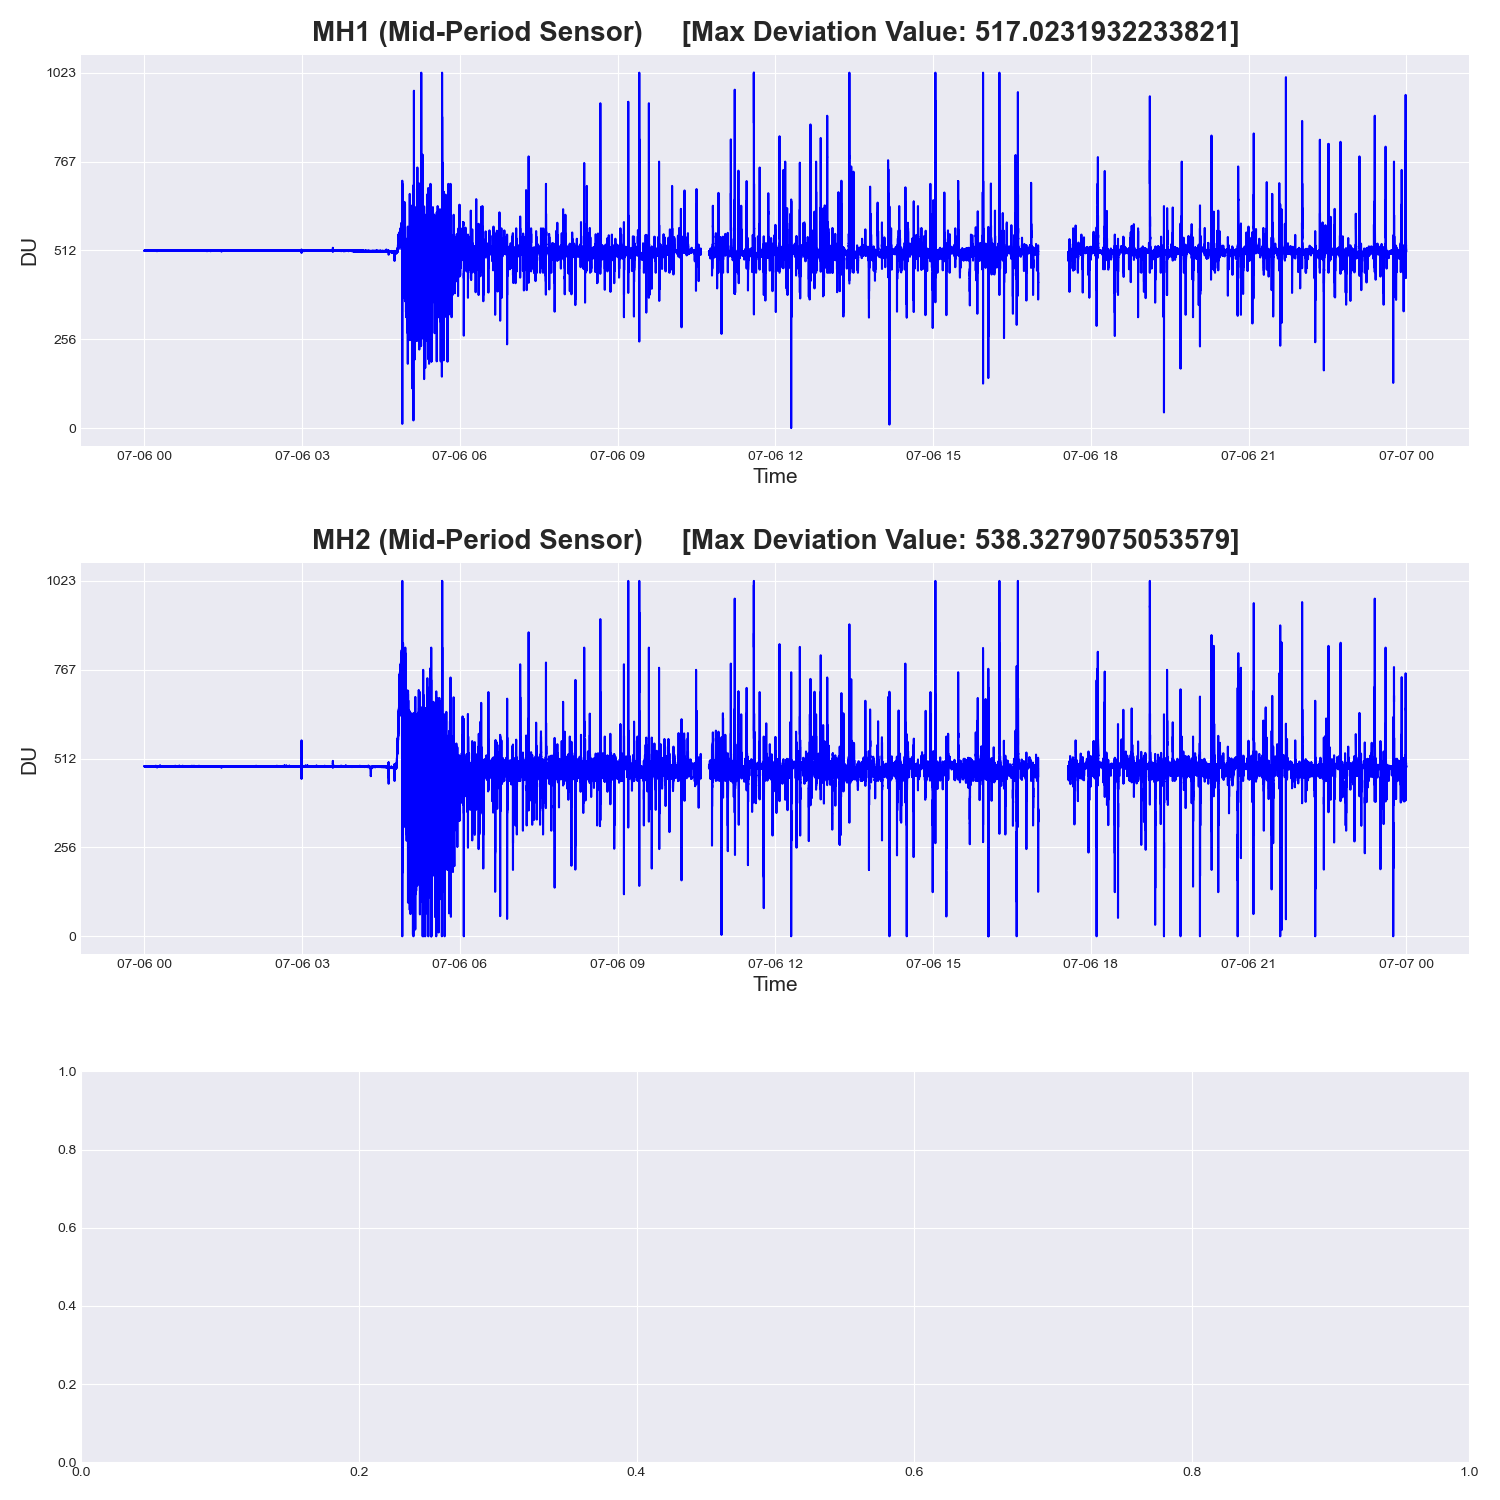 MH1 (Mid-Period Sensor) [Max Deviation Value: 517.0231932233821]
1023
767
512
256
0
DU
07-06 00 07-06 03 07-06 06 07-06 09 07-06 12 07-06 15 07-06 18 07-06 21 07-07 00
Time
MH2 (Mid-Period Sensor) [Max Deviation Value: 538.3279075053579]
1023
767
512
256
0
DU
07-06 00 07-06 03 07-06 06 07-06 09 07-06 12 07-06 15 07-06 18 07-06 21 07-07 00
Time
1.0
0.8
0.6
0.4
0.2
0.0
0.0 0.2 0.4 0.6 0.8 1.0